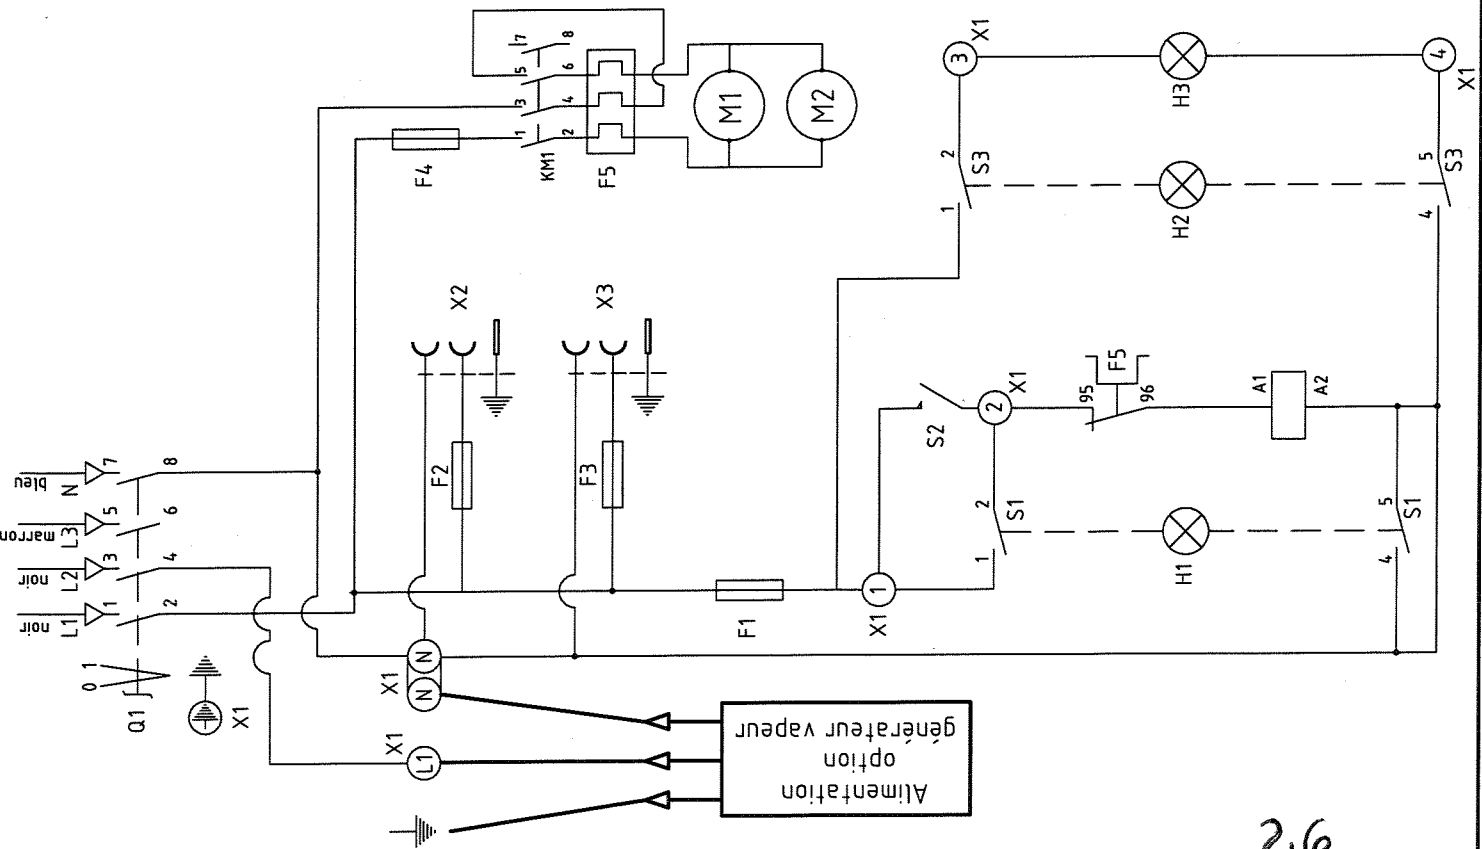 bleu
N
7
8
marron
L3
5
6
noir
L2
3
4
noir
L1
1
2
0 1
Q1
X1
7
8
5
6
3
4
1
2
KM1
F5
F4
M1
M2
X2
X3
F2
F3
F1
X1
N
N
X1
L1
Alimentation
option
générateur vapeur
X1
1
S2
2
X1
S1
1
2
H1
S1
4
5
95
96
F5
A1
A2
3
X1
S3
1
2
H3
H2
4
X1
S3
4
5
2.6